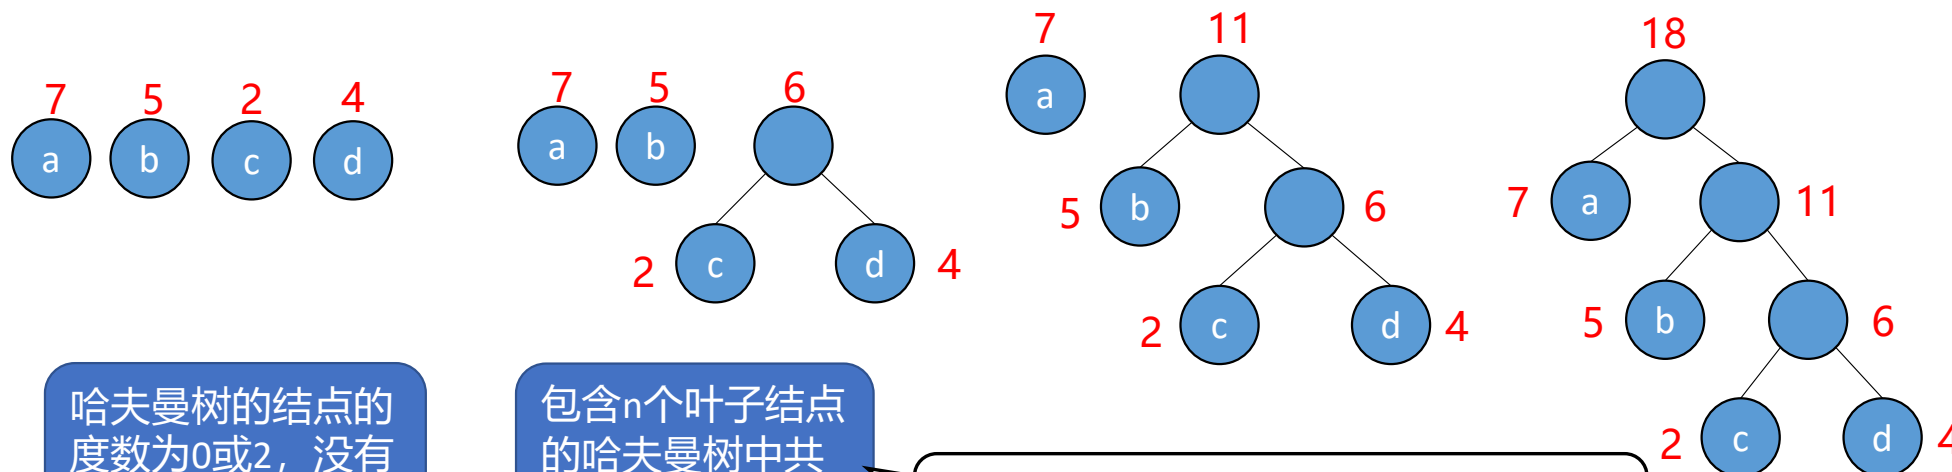 7 5 2 4
a b c d
7 5 6
a b
2 c d 4
7 11
a
5 b 6
2 c d 4
18
7 a 11
5 b 6
2 c d 4
哈夫曼树的结点的
度数为0或2，没有
包含n个叶子结点
的哈夫曼树中共